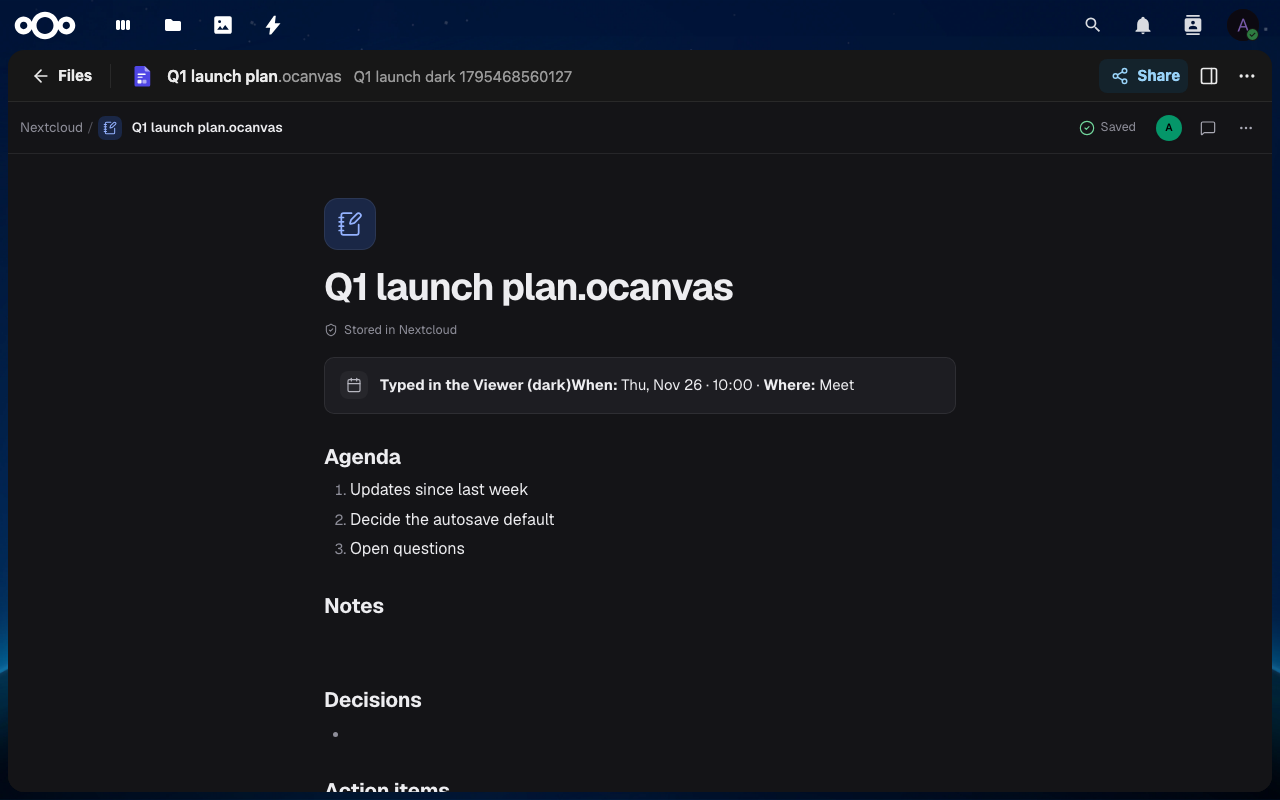 A
Files
Q1 launch plan.ocanvas Q1 launch dark 1795468560127
Share
Nextcloud / Q1 launch plan.ocanvas
Saved
A
Q1 launch plan.ocanvas
Stored in Nextcloud
Typed in the Viewer (dark)When: Thu, Nov 26 · 10:00 · Where: Meet
Agenda
1. Updates since last week
2. Decide the autosave default
3. Open questions
Notes
Decisions
•
Action items